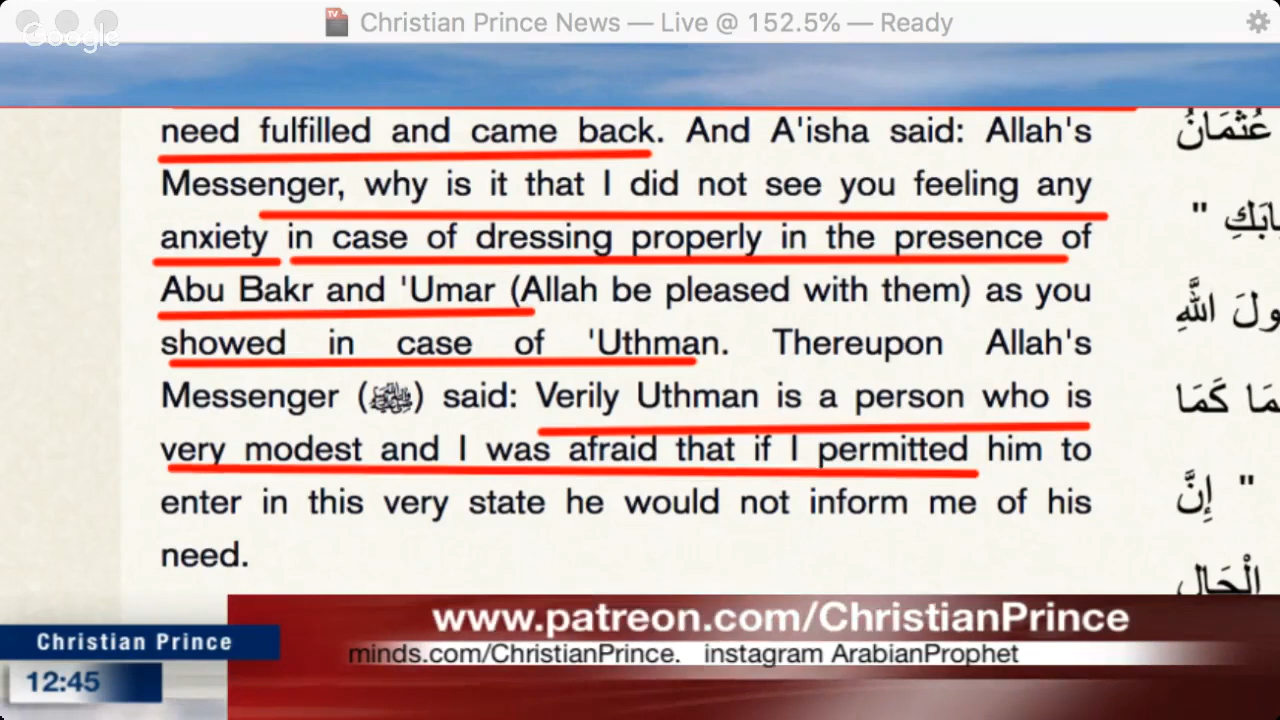 Christian Prince News — Live @ 152.5% — Ready
Google
TV
need fulfilled and came back. And A'isha said: Allah's
Messenger, why is it that I did not see you feeling any
anxiety in case of dressing properly in the presence of
Abu Bakr and 'Umar (Allah be pleased with them) as you
showed in case of 'Uthman. Thereupon Allah's
Messenger (ﷺ) said: Verily Uthman is a person who is
very modest and I was afraid that if I permitted him to
enter in this very state he would not inform me of his
need.
عُثْمَانُ
" 
ولَ اللَّهِ
مَا كَمَا
" إِنَّ
الْحَالِ
www.patreon.com/ChristianPrince
Christian Prince
minds.com/ChristianPrince. instagram ArabianProphet
12:45